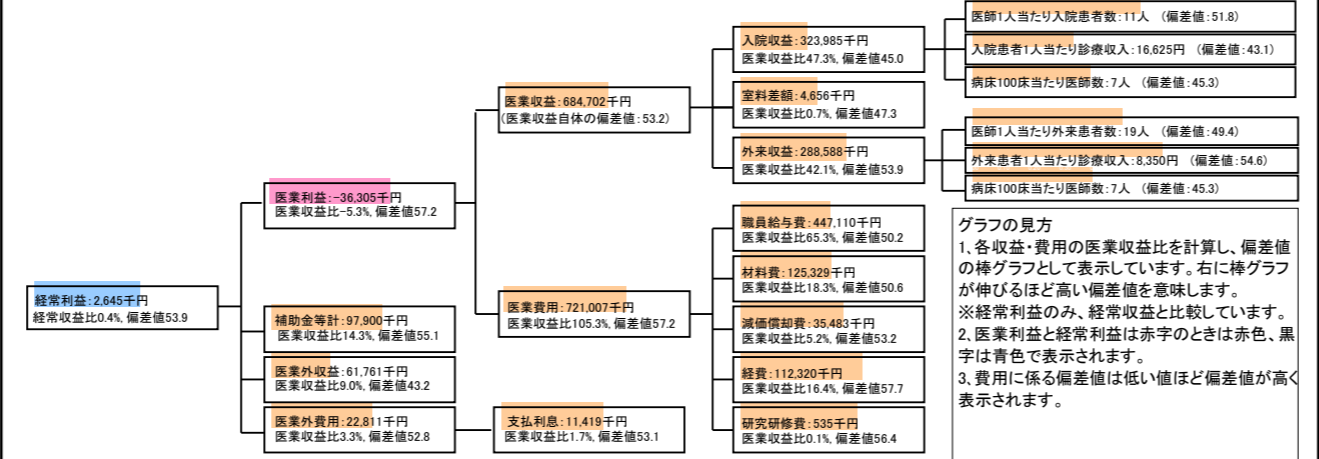 経常利益：2,645千円
経常収益比0.4%, 偏差値53.9
医業利益：-36,305千円
医業収益比-5.3%, 偏差値57.2
補助金等計：97,900千円
医業収益比14.3%, 偏差値55.1
医業外収益：61,761千円
医業収益比9.0%, 偏差値43.2
医業外費用：22,811千円
医業収益比3.3%, 偏差値52.8
医業収益：684,702千円
（医業収益自体の偏差値：53.2）
医業費用：721,007千円
医業収益比105.3%, 偏差値57.2
支払利息：11,419千円
医業収益比1.7%, 偏差値53.1
入院収益：323,985千円
医業収益比47.3%, 偏差値45.0
室料差額：4,656千円
医業収益比0.7%, 偏差値47.3
外来収益：288,588千円
医業収益比42.1%, 偏差値53.9
職員給与費：447,110千円
医業収益比65.3%, 偏差値50.2
材料費：125,329千円
医業収益比18.3%, 偏差値50.6
減価償却費：35,483千円
医業収益比5.2%, 偏差値53.2
経費：112,320千円
医業収益比16.4%, 偏差値57.7
研究研修費：535千円
医業収益比0.1%, 偏差値56.4
医師1人当たり入院患者数：11人 （偏差値：51.8）
入院患者1人当たり診療収入：16,625円 （偏差値：43.1）
病床100床当たり医師数：7人 （偏差値：45.3）
医師1人当たり外来患者数：19人 （偏差値：49.4）
外来患者1人当たり診療収入：8,350円 （偏差値：54.6）
病床100床当たり医師数：7人 （偏差値：45.3）
グラフの見方
1、各収益・費用の医業収益比を計算し、偏差値
の棒グラフとして表示しています。右に棒グラフ
が伸びるほど高い偏差値を意味します。
※経常利益のみ、経常収益と比較しています。
2、医業利益と経常利益は赤字のときは赤色、黒
字は青色で表示されます。
3、費用に係る偏差値は低い値ほど偏差値が高く
表示されます。